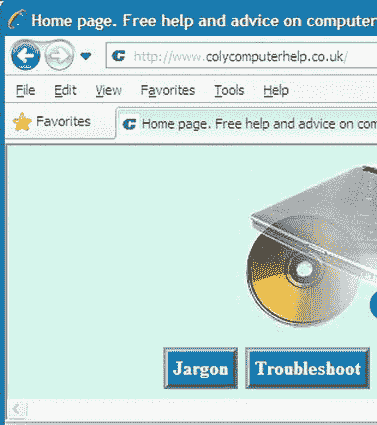 Home page. Free help and advice on computer
http://www.colycomputerhelp.co.uk/
File Edit View Favorites Tools Help
Favorites Home page. Free help and advice on com
Jargon Troubleshoot